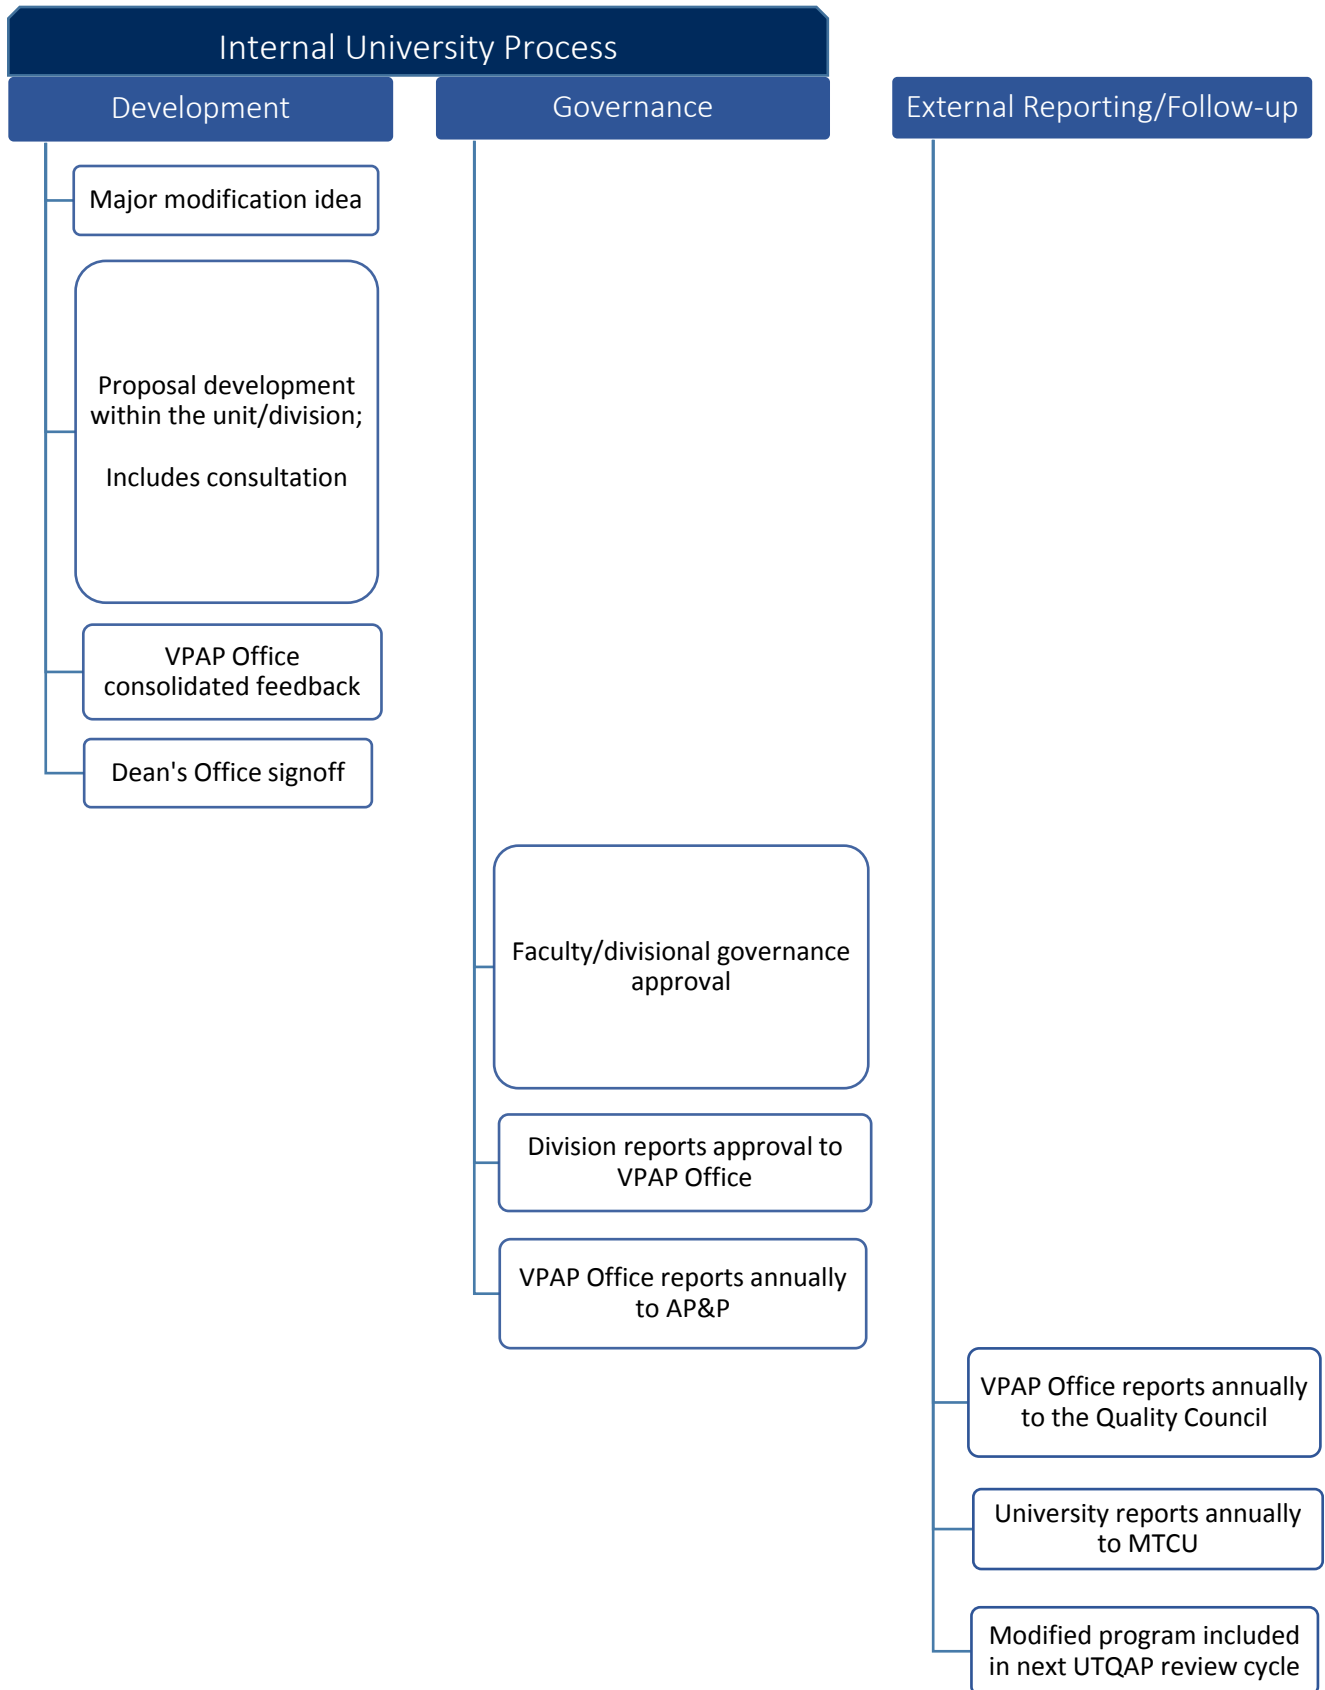 Internal University Process
Development
Governance
External Reporting/Follow-up
Major modification idea
Proposal development
within the unit/division;
Includes consultation
VPAP Office
consolidated feedback
Dean's Office signoff
Faculty/divisional governance
approval
Division reports approval to
VPAP Office
VPAP Office reports annually
to AP&P
VPAP Office reports annually
to the Quality Council
University reports annually
to MTCU
Modified program included
in next UTQAP review cycle